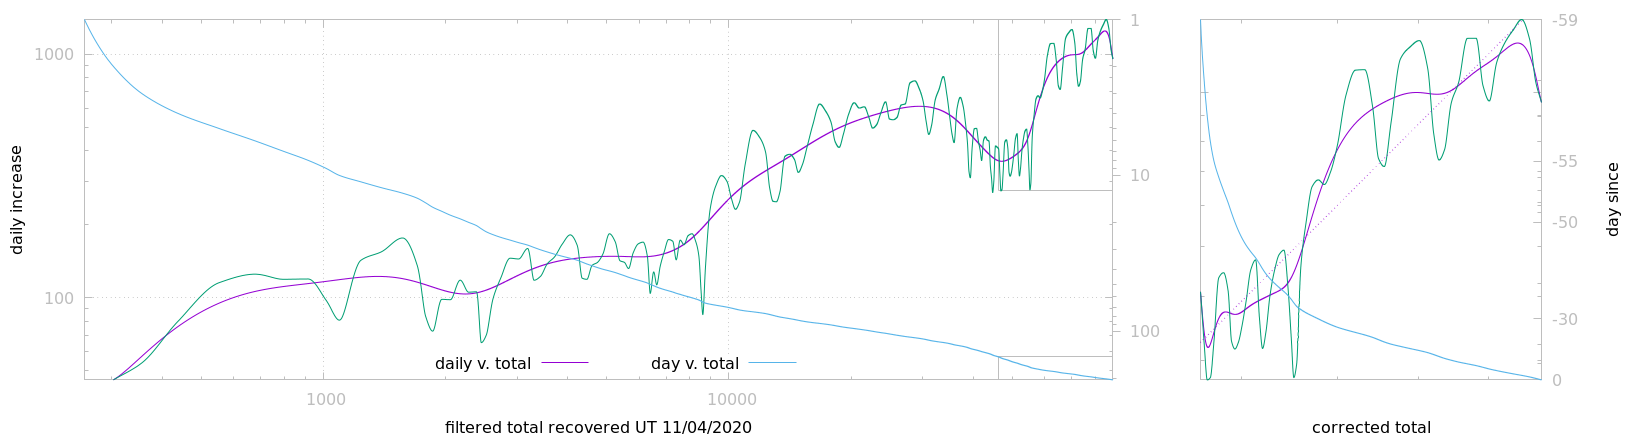 1
-59
1000
-55
10
daily increase
day since
-50
100
-30
100
daily v. total
day v. total
0
1000
10000
filtered total recovered UT 11/04/2020
corrected total